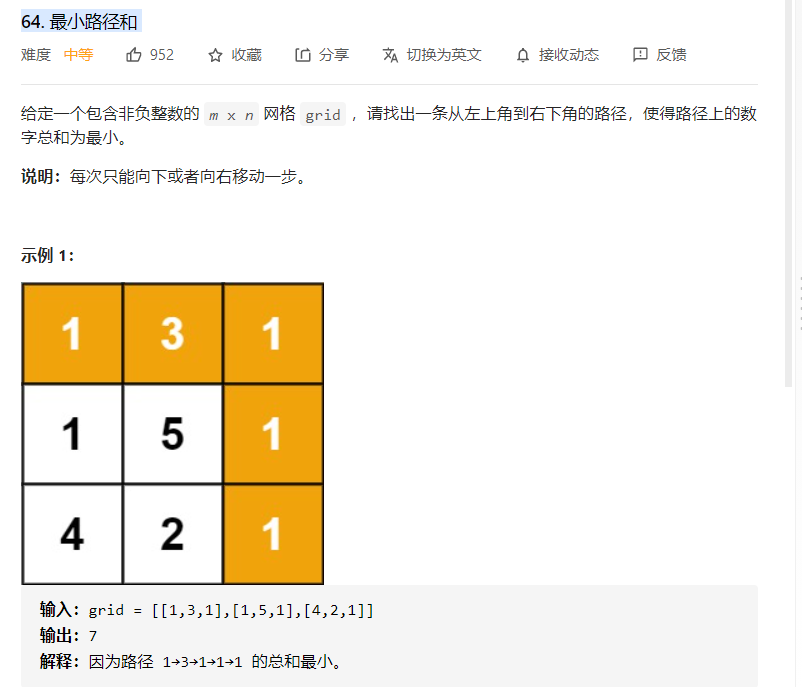 64. 最小路径和
难度 中等 952 收藏 分享 切换为英文 接收动态 反馈
给定一个包含非负整数的 m x n 网格 grid ，请找出一条从左上角到右下角的路径，使得路径上的数
字总和为最小。
说明：每次只能向下或者向右移动一步。
示例 1：
1 3 1
1 5 1
4 2 1
输入：grid = [[1,3,1],[1,5,1],[4,2,1]]
输出：7
解释：因为路径 1→3→1→1→1 的总和最小。